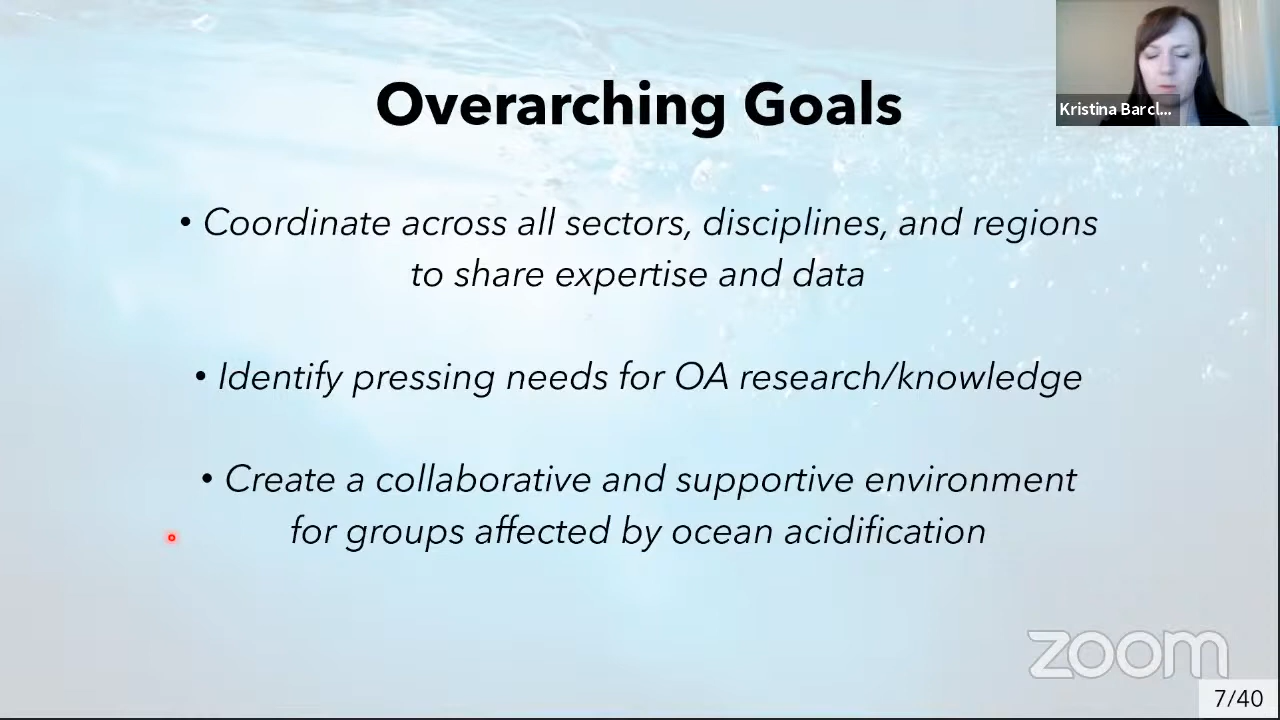 Overarching Goals
Kristina Barcl...
• Coordinate across all sectors, disciplines, and regions
to share expertise and data
• Identify pressing needs for OA research/knowledge
• Create a collaborative and supportive environment
for groups affected by ocean acidification
zoom
7/40